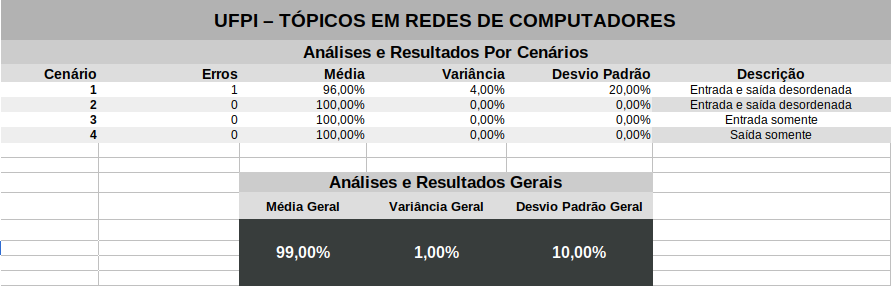 UFPI – TÓPICOS EM REDES DE COMPUTADORES
Análises e Resultados Por Cenários
Cenário Erros Média Variância Desvio Padrão Descrição
1 1 96,00% 4,00% 20,00% Entrada e saída desordenada
2 0 100,00% 0,00% 0,00% Entrada e saída desordenada
3 0 100,00% 0,00% 0,00% Entrada somente
4 0 100,00% 0,00% 0,00% Saída somente
Análises e Resultados Gerais
Média Geral Variância Geral Desvio Padrão Geral
99,00% 1,00% 10,00%